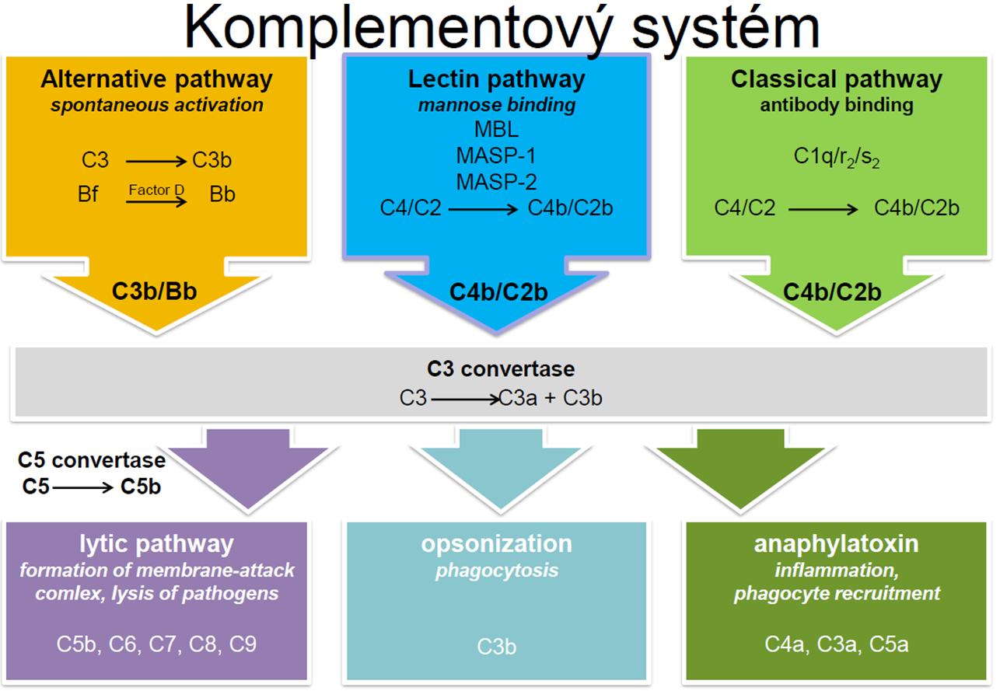 Komplementový systém
Alternative pathway
spontaneous activation
C3 → C3b
Bf Factor D → Bb
C3b/Bb
Lectin pathway
mannose binding
MBL
MASP-1
MASP-2
C4/C2 → C4b/C2b
C4b/C2b
Classical pathway
antibody binding
C1q/r₂/s₂
C4/C2 → C4b/C2b
C4b/C2b
C3 convertase
C3 → C3a + C3b
C5 convertase
C5 → C5b
lytic pathway
formation of membrane-attack
comlex, lysis of pathogens
C5b, C6, C7, C8, C9
opsonization
phagocytosis
C3b
anaphylatoxin
inflammation,
phagocyte recruitment
C4a, C3a, C5a